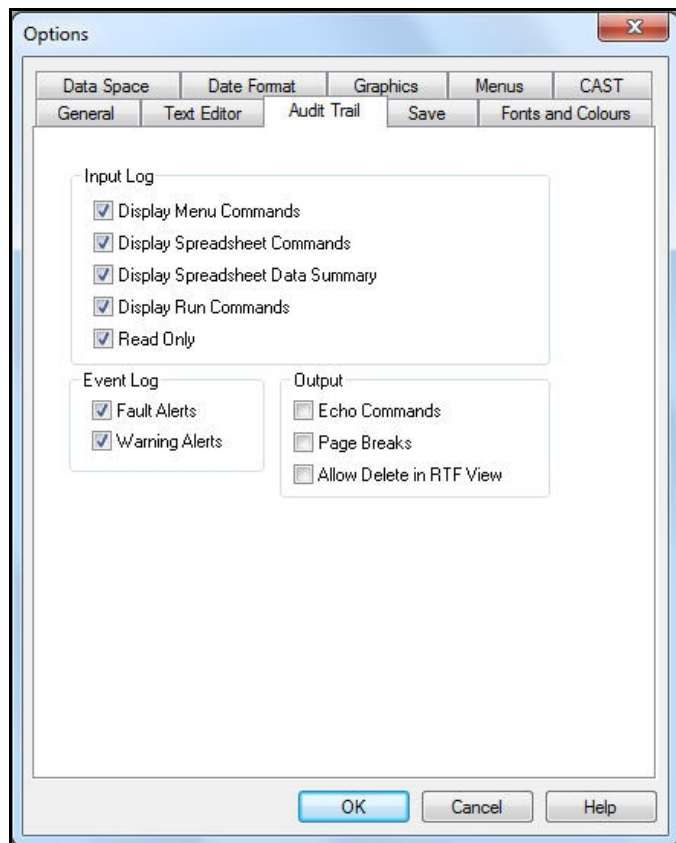 Options
Data Space Date Format Graphics Menus CAST
General Text Editor Audit Trail Save Fonts and Colours
Input Log
Display Menu Commands
Display Spreadsheet Commands
Display Spreadsheet Data Summary
Display Run Commands
Read Only
Event Log Output
Fault Alerts Echo Commands
Warning Alerts Page Breaks
Allow Delete in RTF View
OK Cancel Help